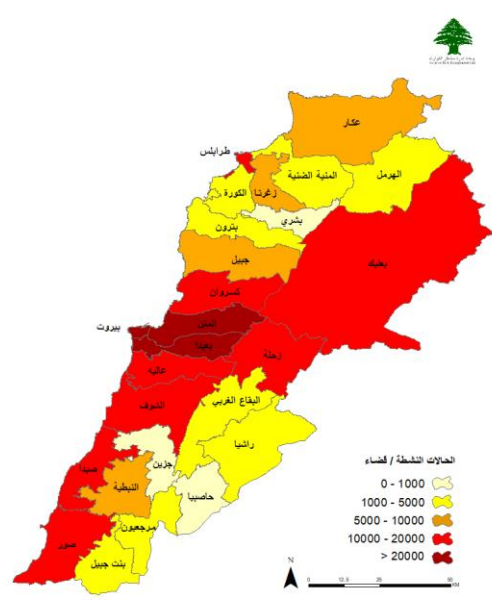 عكار
طرابلس
المنية الضنية
الهرمل
زغرتا
الكورة
بشري
بترون
جبيل
بعلبك
كسروان
المتن
بيروت
بعبدا
زحلة
عاليه
الشوف
البقاع الغربي
راشيا
صيدا
جزين
النبطية
حاصبيا
مرجعيون
صور
بنت جبيل
الحالات النشطة / قضاء
0 - 1000
1000 - 5000
5000 - 10000
10000 - 20000
> 20000
N
0
KM